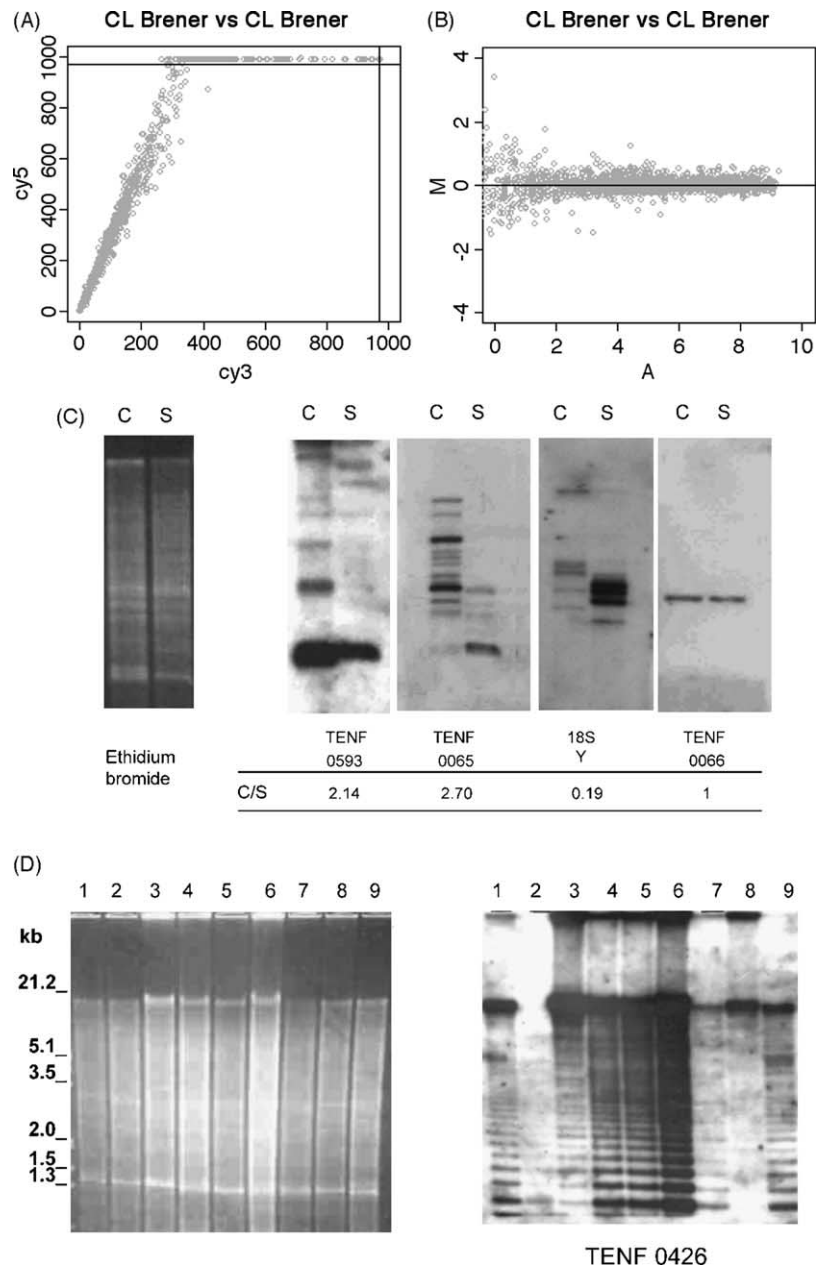 (A) CL Brener vs CL Brener
cy5
0 200 400 600 800 1000
0 200 400 600 800 1000
cy3
(B) CL Brener vs CL Brener
M
-4 -2 0 2 4
0 2 4 6 8 10
A
(C)
C S
C S
C S
C S
C S
Ethidium
bromide
TENF
0593
TENF
0065
18S
Y
TENF
0066
C/S 2.14 2.70 0.19 1
(D)
1 2 3 4 5 6 7 8 9
kb
21.2
5.1
3.5
2.0
1.5
1.3
1 2 3 4 5 6 7 8 9
TENF 0426